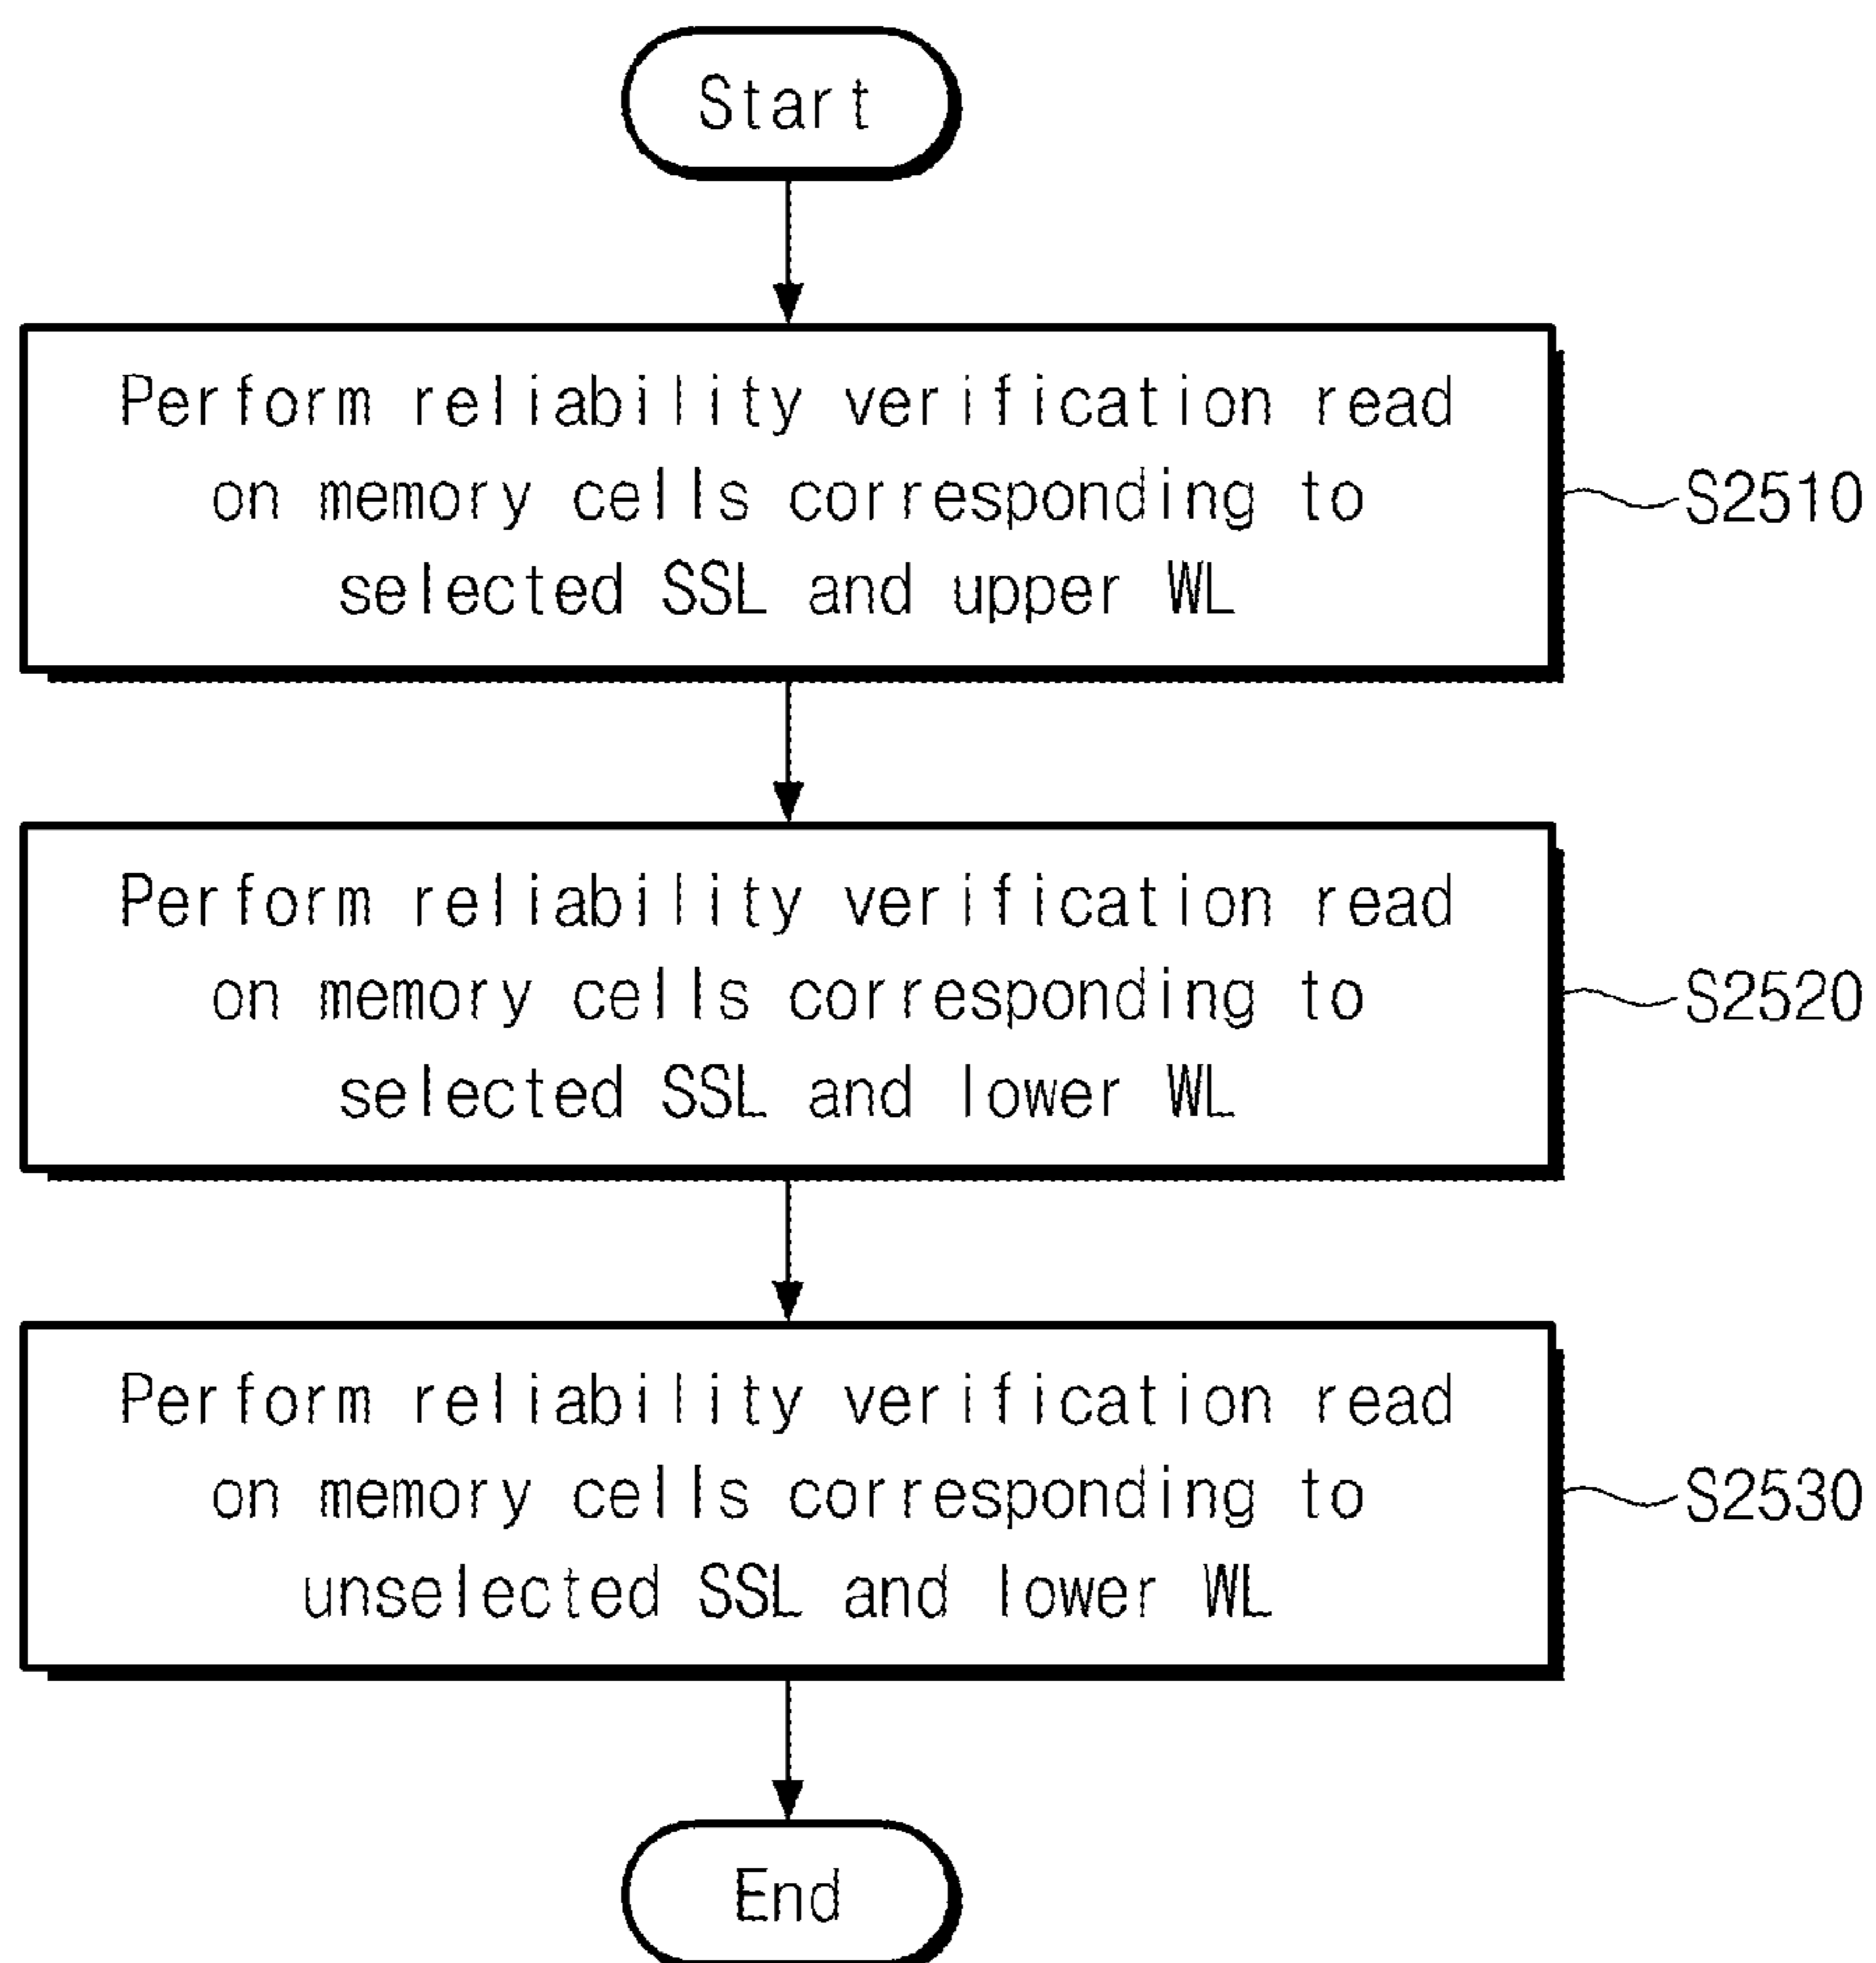 Start
Perform reliability verification read
on memory cells corresponding to
selected SSL and upper WL
S2510
Perform reliability verification read
on memory cells corresponding to
selected SSL and lower WL
S2520
Perform reliability verification read
on memory cells corresponding to
unselected SSL and lower WL
S2530
End